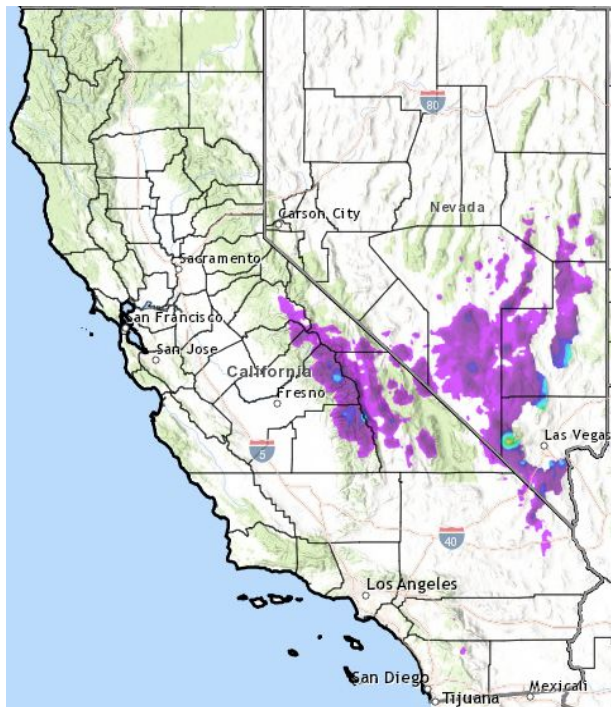 80
Nevada
Carson City
Sacramento
San Francisco
San Jose
California
Fresno
Las Vegas
5
40
Los Angeles
San Diego
Mexicali
Tijuana